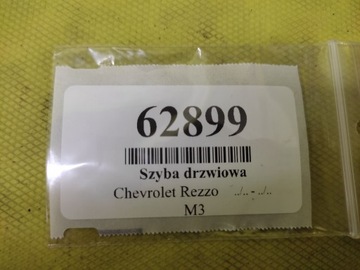 62899
Szyba drzwiowa
Chevrolet Rezzo ../.. - ../..
M3